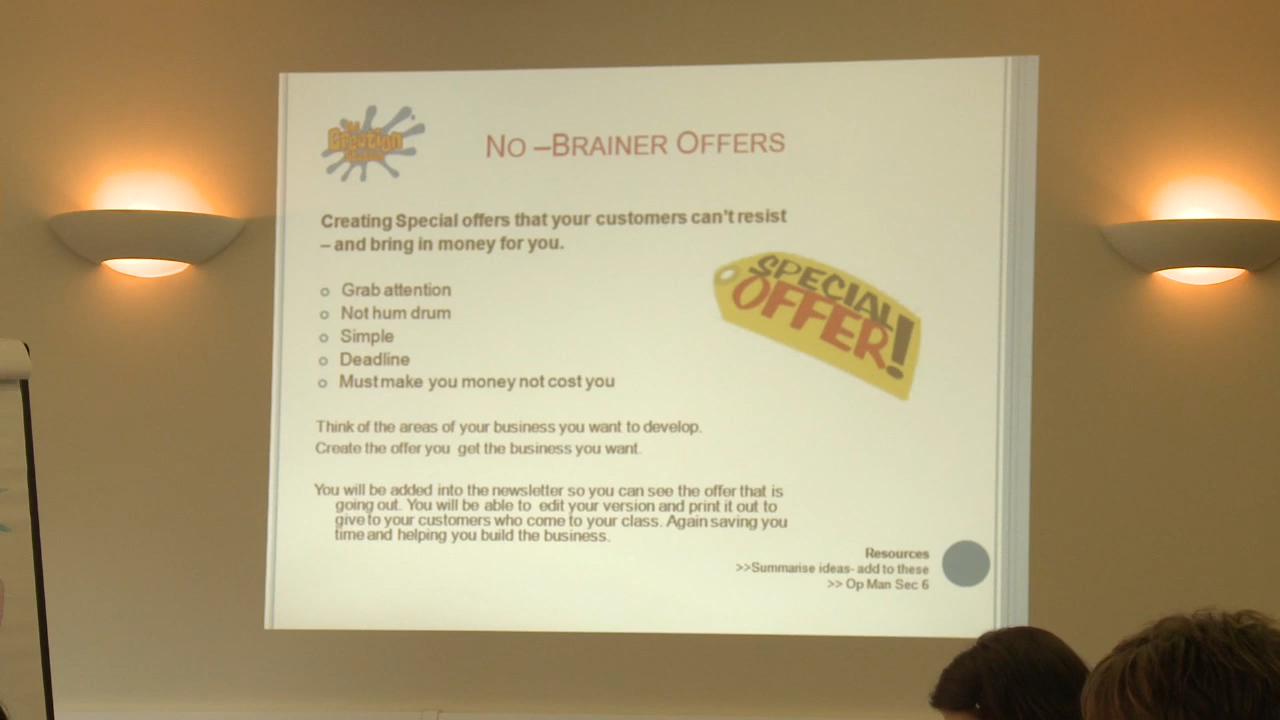 Creation
NO –BRAINER OFFERS
Creating Special offers that your customers can't resist
– and bring in money for you.
Grab attention
Not hum drum
Simple
Deadline
Must make you money not cost you
SPECIAL
OFFER!
Think of the areas of your business you want to develop.
Create the offer you get the business you want.
You will be added into the newsletter so you can see the offer that is
going out. You will be able to edit your version and print it out to
give to your customers who come to your class. Again saving you
time and helping you build the business.
Resources
>>Summarise ideas- add to these
>> Op Man Sec 6